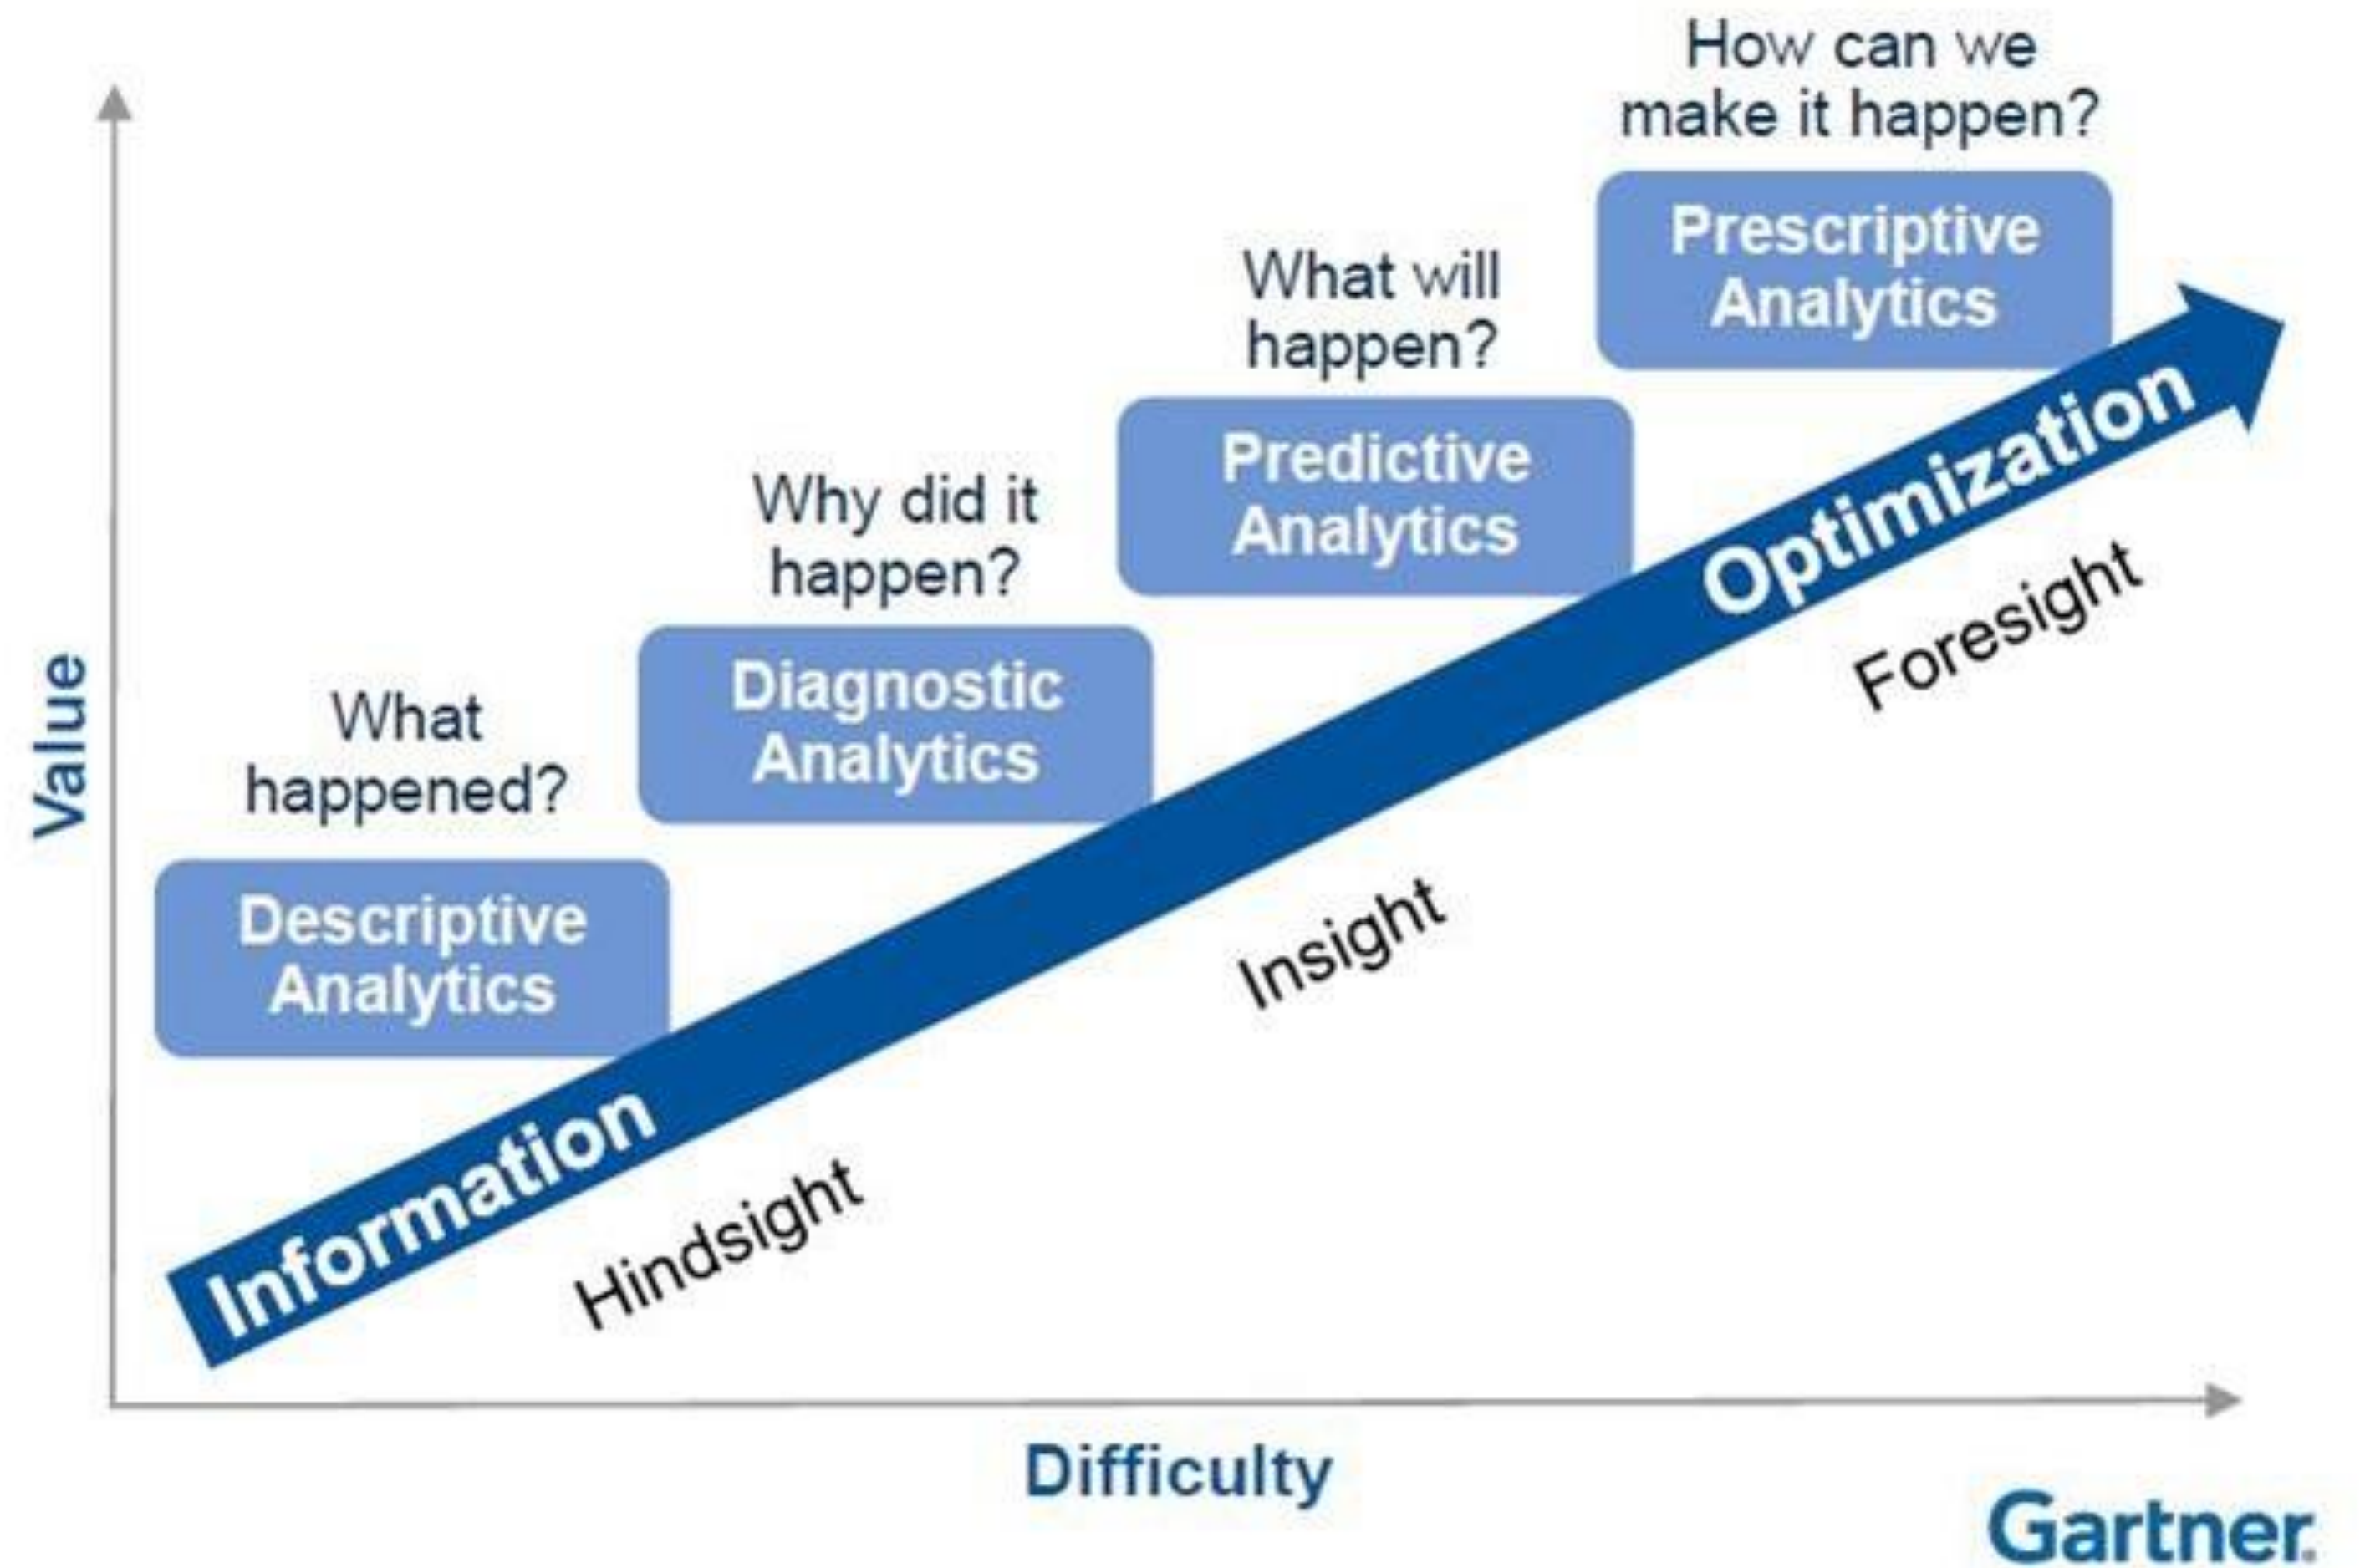 How can we
make it happen?
Prescriptive
Analytics
What will
happen?
Predictive
Analytics
Why did it
happen?
Diagnostic
Analytics
What
happened?
Descriptive
Analytics
Value
Information
Optimization
Hindsight
Insight
Foresight
Difficulty
Gartner.